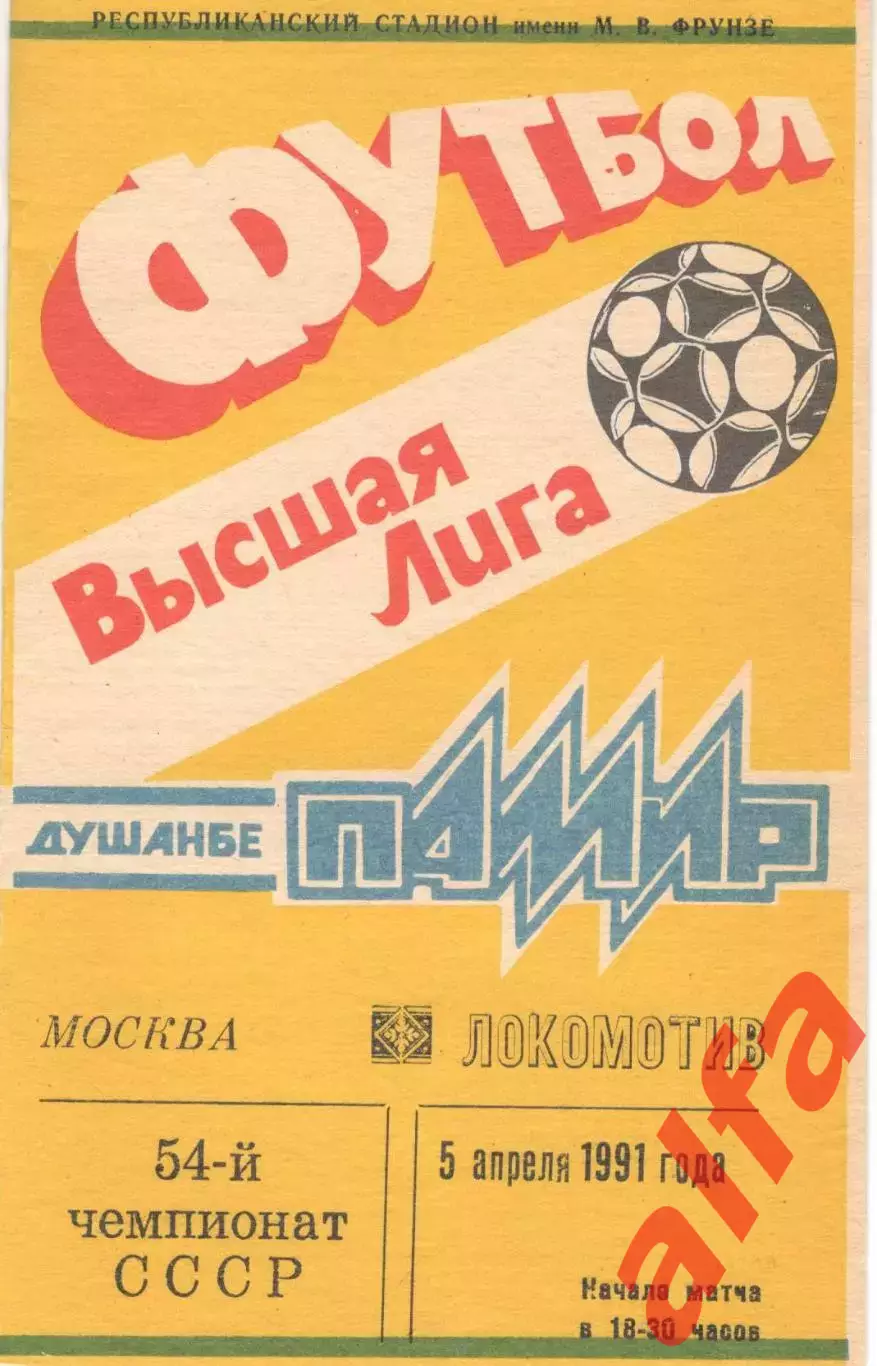 РЕСПУБЛИКАНСКИЙ СТАДИОН имени М. В. ФРУНЗЕ
ФУТБОЛ
Высшая
Лига
ДУШАНБЕ ПАМИР
МОСКВА ЛОКОМОТИВ
54-й
чемпионат
СССР
5 апреля 1991 года
Начало матча
в 18-30 часов
alfa